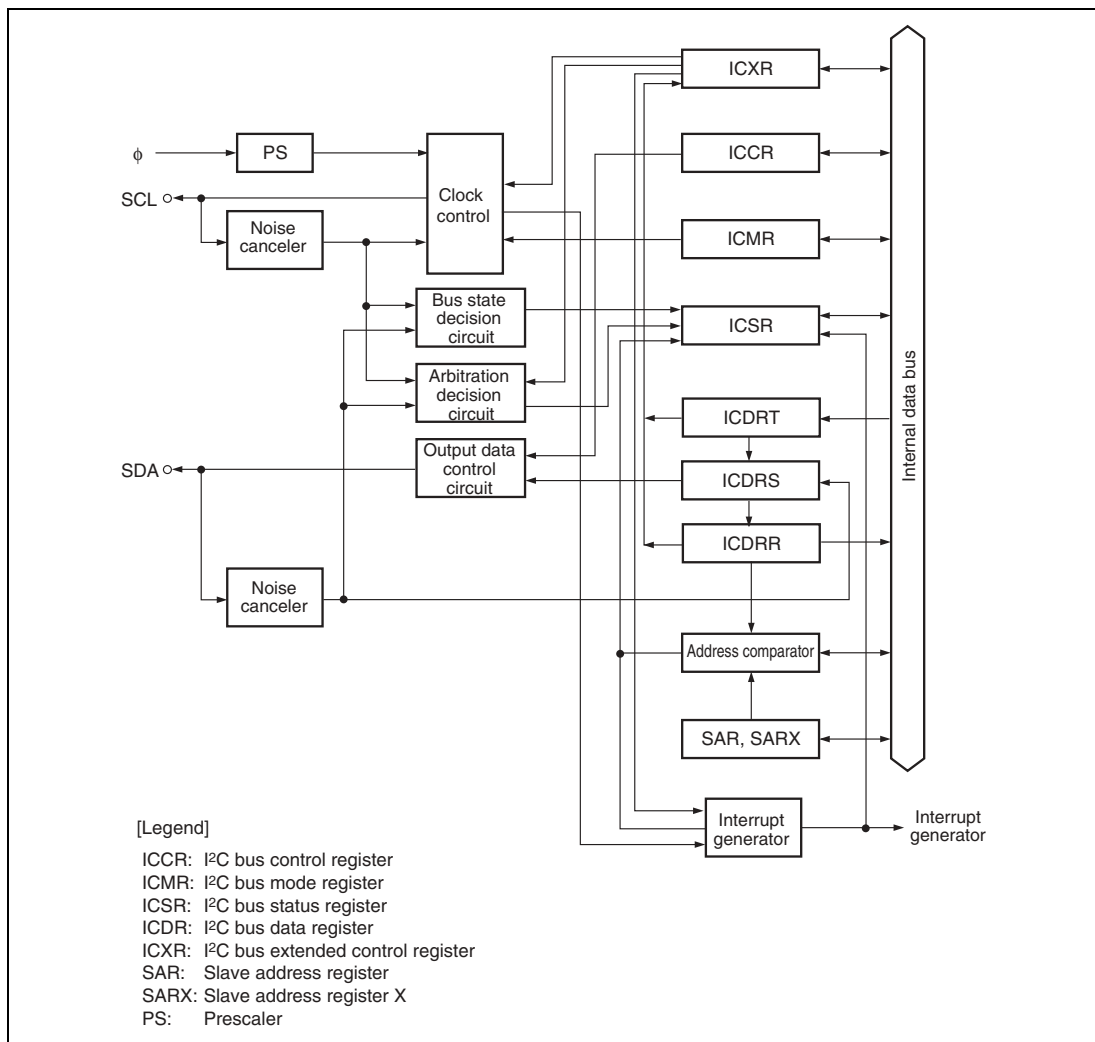 ICXR
φ
PS
ICCR
Clock
control
SCL
Noise
canceler
ICMR
Bus state
decision
circuit
ICSR
Arbitration
decision
circuit
Internal data bus
ICDRT
Output data
control
circuit
SDA
ICDRS
ICDRR
Noise
canceler
Address comparator
SAR, SARX
Interrupt
generator
Interrupt
generator
[Legend]
ICCR: I²C bus control register
ICMR: I²C bus mode register
ICSR: I²C bus status register
ICDR: I²C bus data register
ICXR: I²C bus extended control register
SAR: Slave address register
SARX: Slave address register X
PS: Prescaler